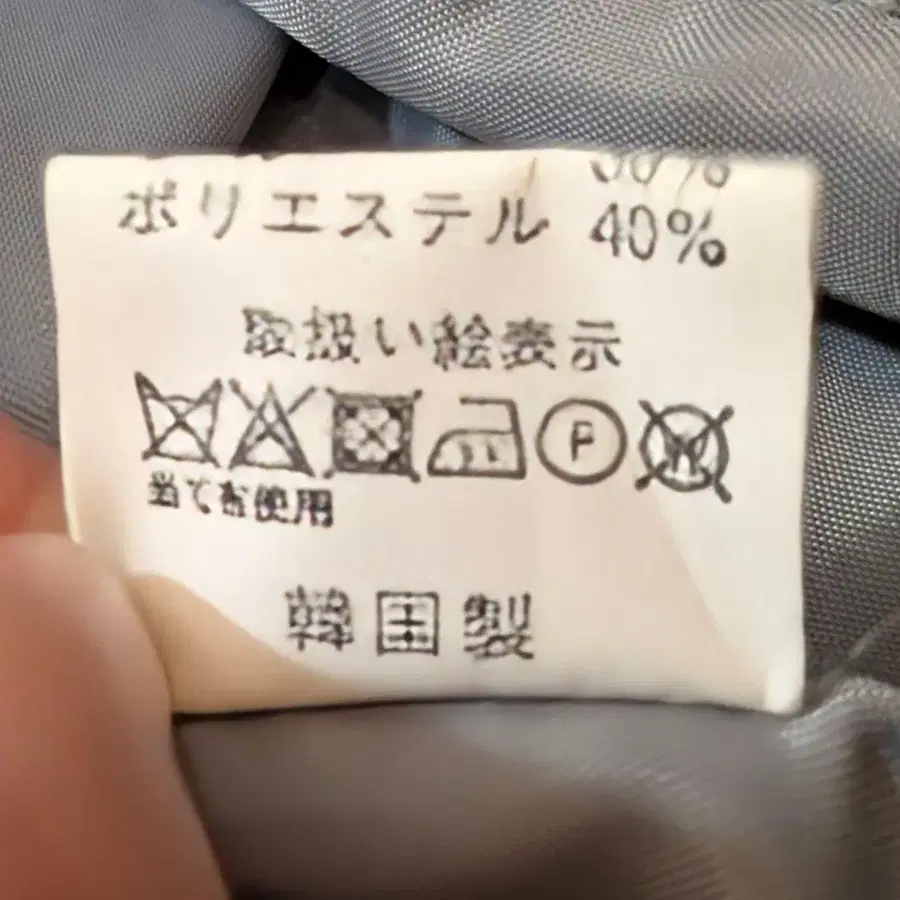 ポリエステル 40%
取扱い絵表示
P W
当て布使用
韓国製